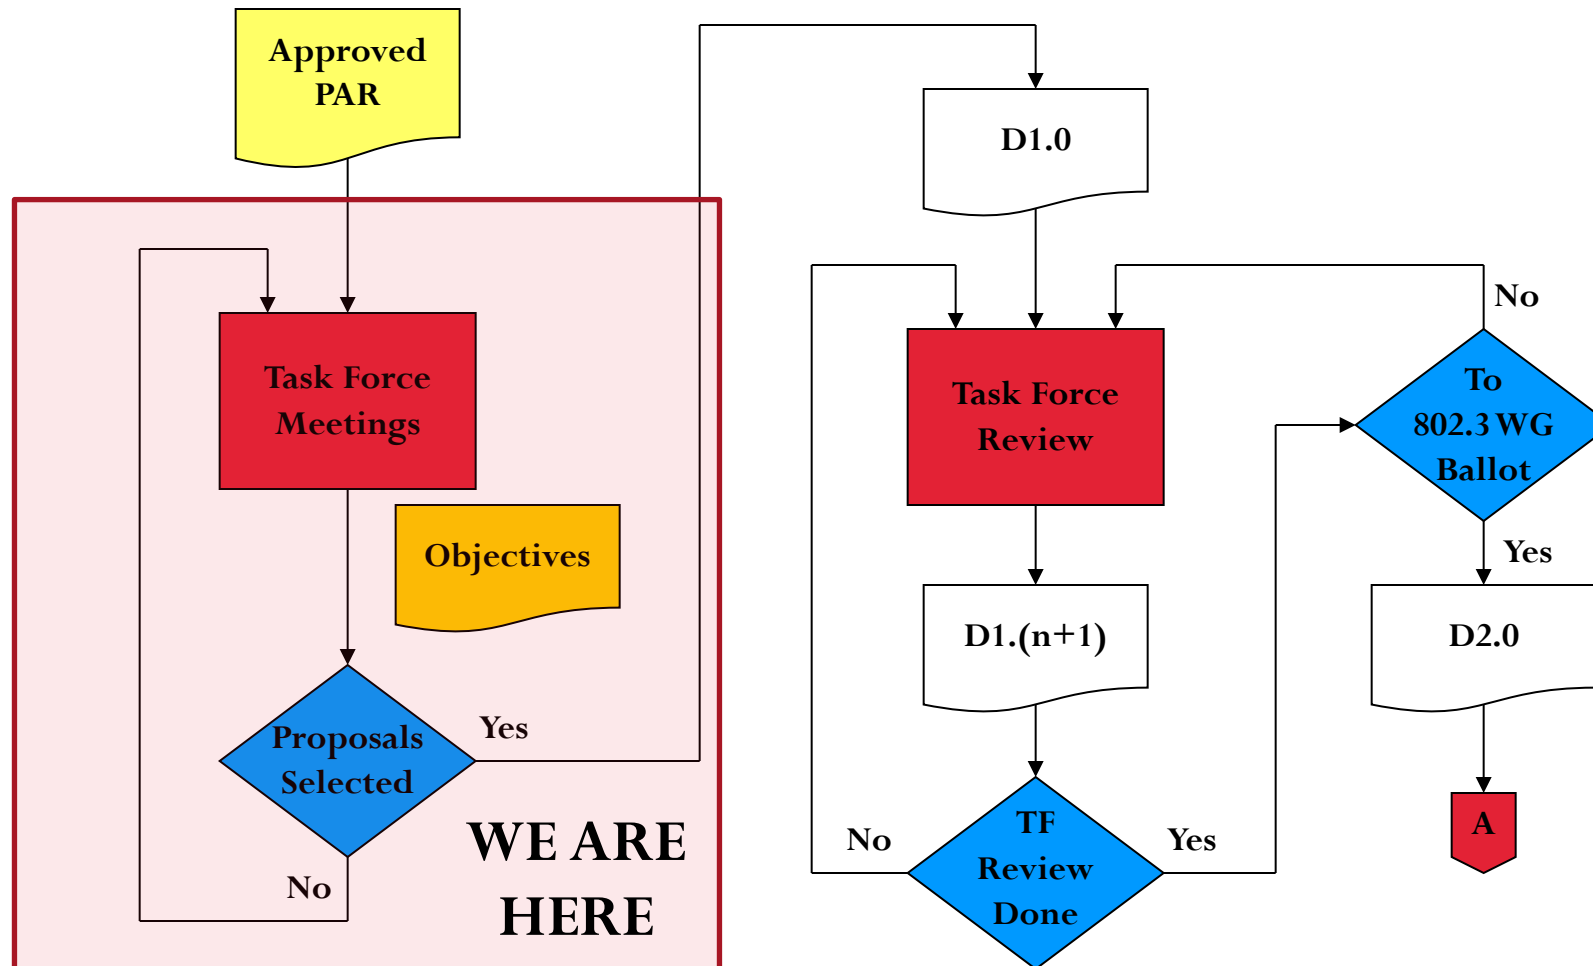 Approved
PAR
Task Force
Meetings
Objectives
Proposals
Selected
Yes
No
WE ARE
HERE
D1.0
Task Force
Review
D1.(n+1)
TF
Review
Done
No
Yes
To
802.3 WG
Ballot
No
Yes
D2.0
A